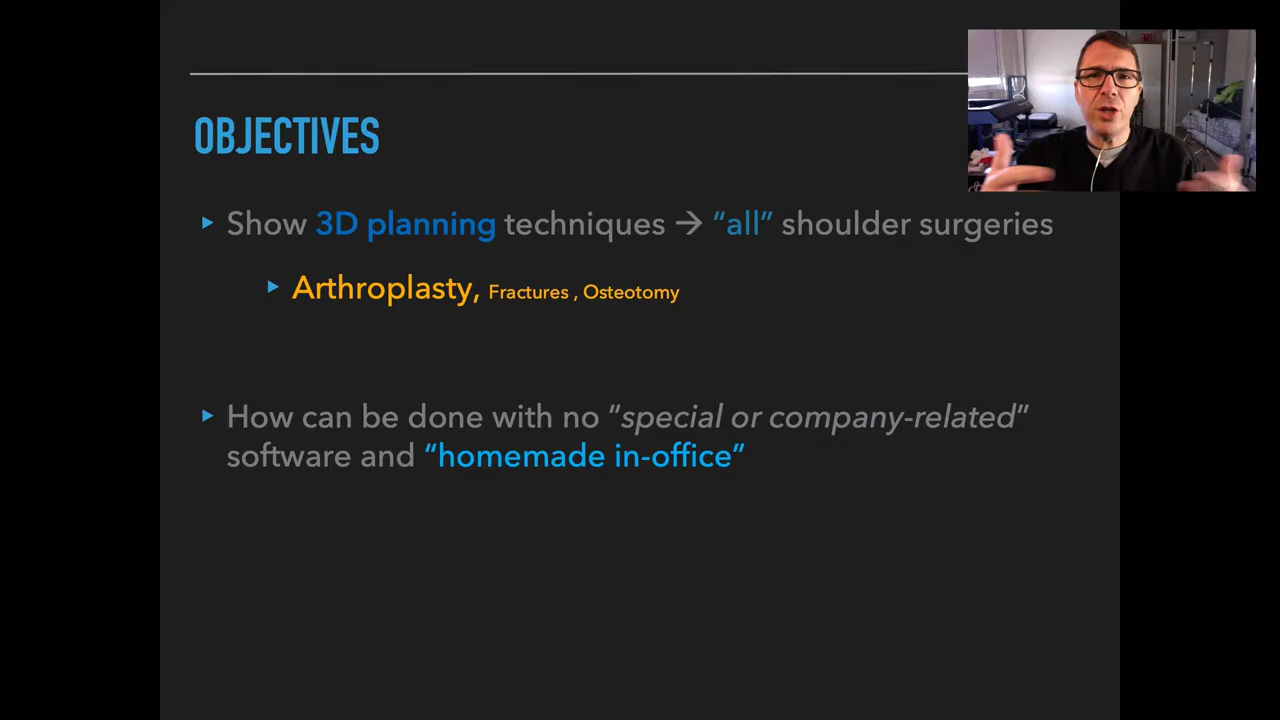 OBJECTIVES
Show 3D planning techniques → “all” shoulder surgeries
Arthroplasty, Fractures , Osteotomy
How can be done with no “special or company-related”
software and “homemade in-office”